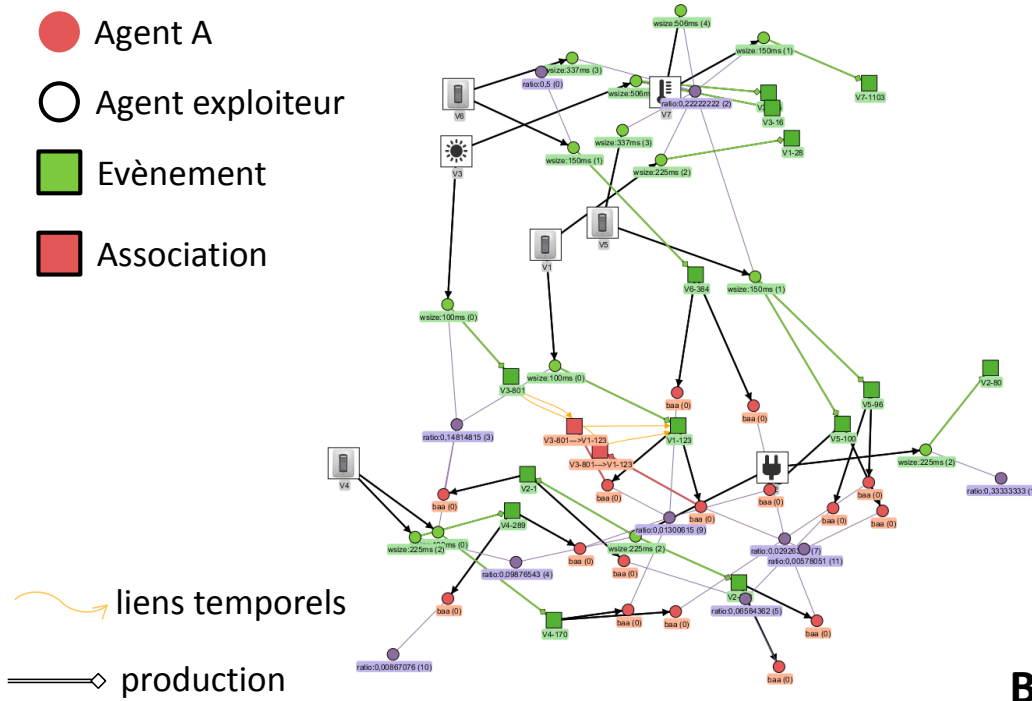 Agent A
Agent exploiteur
Evènement
Association
liens temporels
production
B
wsize:506ms (4)
wsize:150ms (1)
wsize:337ms (3)
ratio:0,5 (0)
V7-1103
V6
ratio:0,22222222 (2)
V7
V3-16
wsize:337ms (3)
V1-28
wsize:150ms (1)
V3
wsize:225ms (2)
V5
V1
V6-384
wsize:150ms (1)
wsize:100ms (0)
V2-80
wsize:100ms (0)
V3-801
V5-96
baa (0)
baa (0)
ratio:0,14814815 (3)
V3-801--->V1-123
V1-123
V5-100
V3-801--->V1-123
wsize:225ms (2)
V4
V2-1
baa (0)
baa (0)
baa (0)
baa (0)
baa (0)
baa (0)
baa (0)
V4-289
ratio:0,01300615 (9)
wsize:225ms (2)
baa (0)
wsize:225ms (2)
ratio:0,00578051 (11)
ratio:0,09876543 (4)
baa (0)
baa (0)
ratio:0,06584362 (5)
V4-170
baa (0)
baa (0)
baa (0)
ratio:0,00867076 (10)
baa (0)